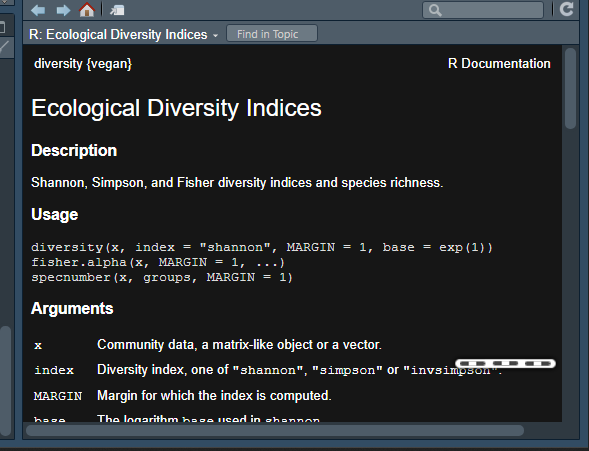 R: Ecological Diversity Indices
Find in Topic
diversity {vegan}
R Documentation
Ecological Diversity Indices
Description
Shannon, Simpson, and Fisher diversity indices and species richness.
Usage
diversity(x, index = "shannon", MARGIN = 1, base = exp(1))
fisher.alpha(x, MARGIN = 1, ...)
specnumber(x, groups, MARGIN = 1)
Arguments
x Community data, a matrix-like object or a vector.
index Diversity index, one of "shannon", "simpson" or "invsimpson".
MARGIN Margin for which the index is computed.
base The logarithm base used in shannon.